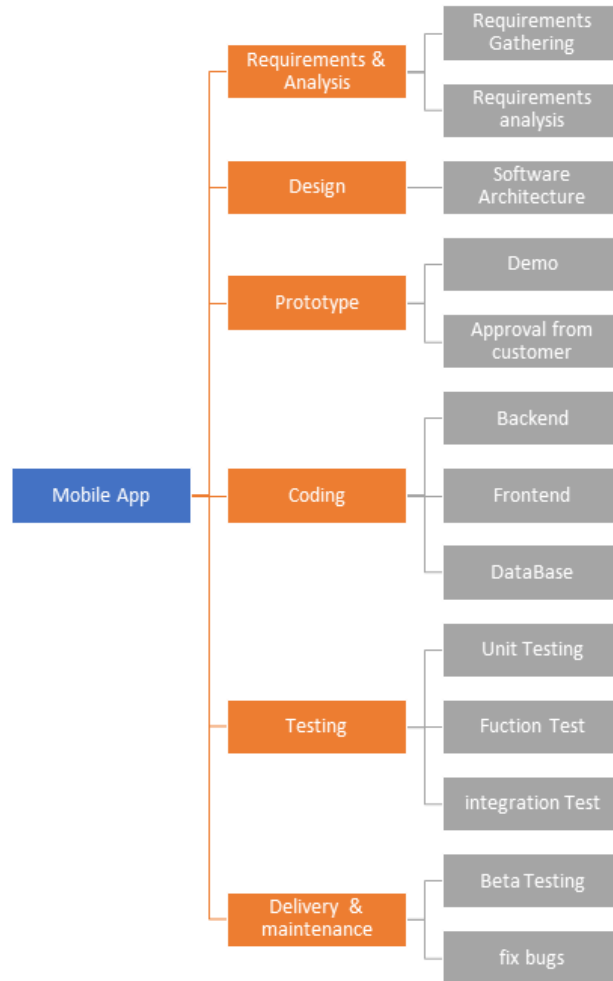 Requirements
Gathering
Requirements &
Analysis
Requirements
analysis
Design
Software
Architecture
Demo
Prototype
Approval from
customer
Backend
Mobile App
Coding
Frontend
DataBase
Unit Testing
Testing
Fuction Test
integration Test
Beta Testing
Delivery &
maintenance
fix bugs